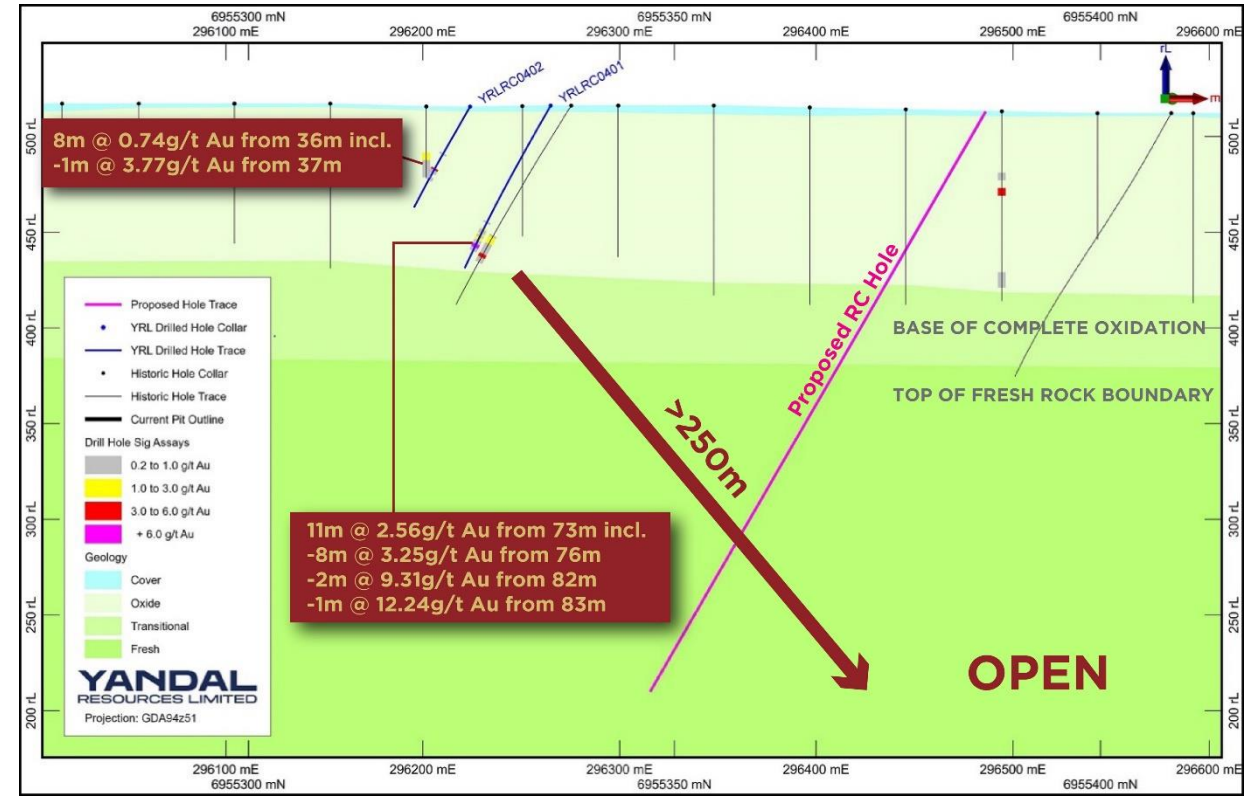 6955300 mN
6955350 mN
6955400 mN
296100 mE
296200 mE
296300 mE
296400 mE
296500 mE
296600 mE
rL
m
YRLRC0402
YRLRC0401
8m @ 0.74g/t Au from 36m incl.
-1m @ 3.77g/t Au from 37m
500 rL
450 rL
400 rL
350 rL
300 rL
250 rL
200 rL
500 rL
450 rL
400 rL
350 rL
300 rL
250 rL
200 rL
Proposed RC Hole
BASE OF COMPLETE OXIDATION
TOP OF FRESH ROCK BOUNDARY
>250m
OPEN
11m @ 2.56g/t Au from 73m incl.
-8m @ 3.25g/t Au from 76m
-2m @ 9.31g/t Au from 82m
-1m @ 12.24g/t Au from 83m
Proposed Hole Trace
YRL Drilled Hole Collar
YRL Drilled Hole Trace
Historic Hole Collar
Historic Hole Trace
Current Pit Outline
Drill Hole Sig Assays
0.2 to 1.0 g/t Au
1.0 to 3.0 g/t Au
3.0 to 6.0 g/t Au
+ 6.0 g/t Au
Geology
Cover
Oxide
Transitional
Fresh
YANDAL
RESOURCES LIMITED
Projection: GDA94z51
296100 mE
296200 mE
296300 mE
296400 mE
296500 mE
296600 mE
6955300 mN
6955350 mN
6955400 mN